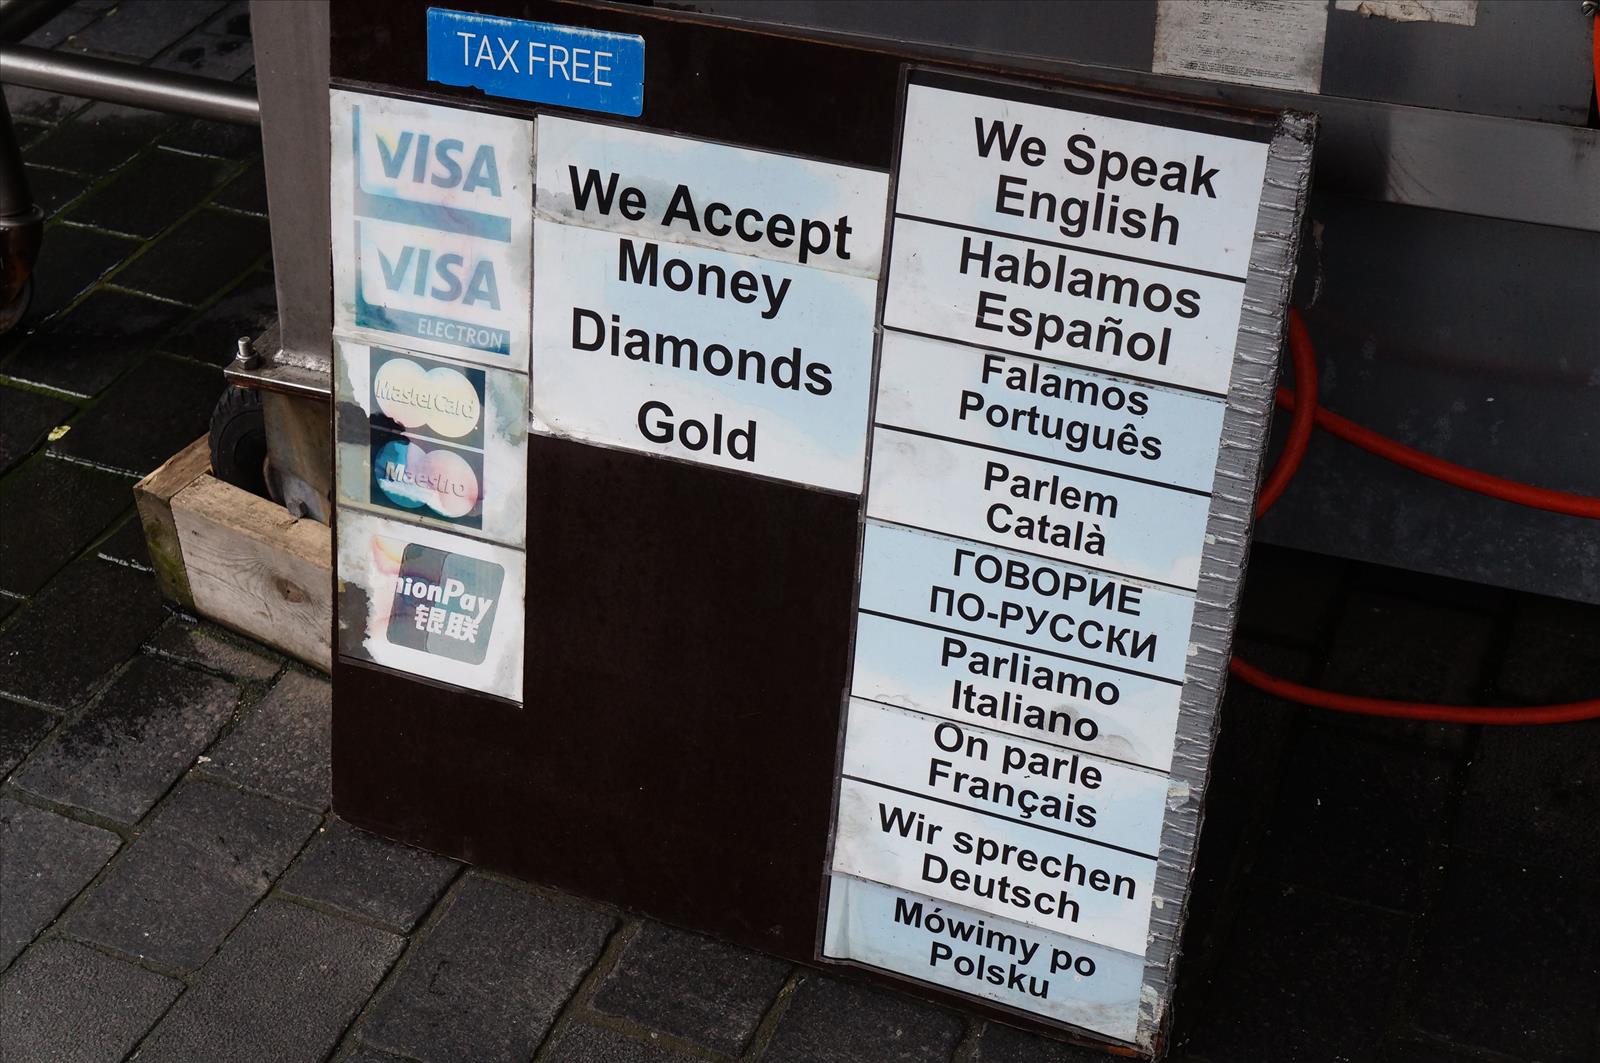 TAX FREE
VISA
VISA
ELECTRON
MasterCard
Maestro
nionPay
银联
We Accept
Money
Diamonds
Gold
We Speak
English
Hablamos
Español
Falamos
Português
Parlem
Català
ГОВОРИЕ
ПО-РУССКИ
Parliamo
Italiano
On parle
Français
Wir sprechen
Deutsch
Mówimy po
Polsku